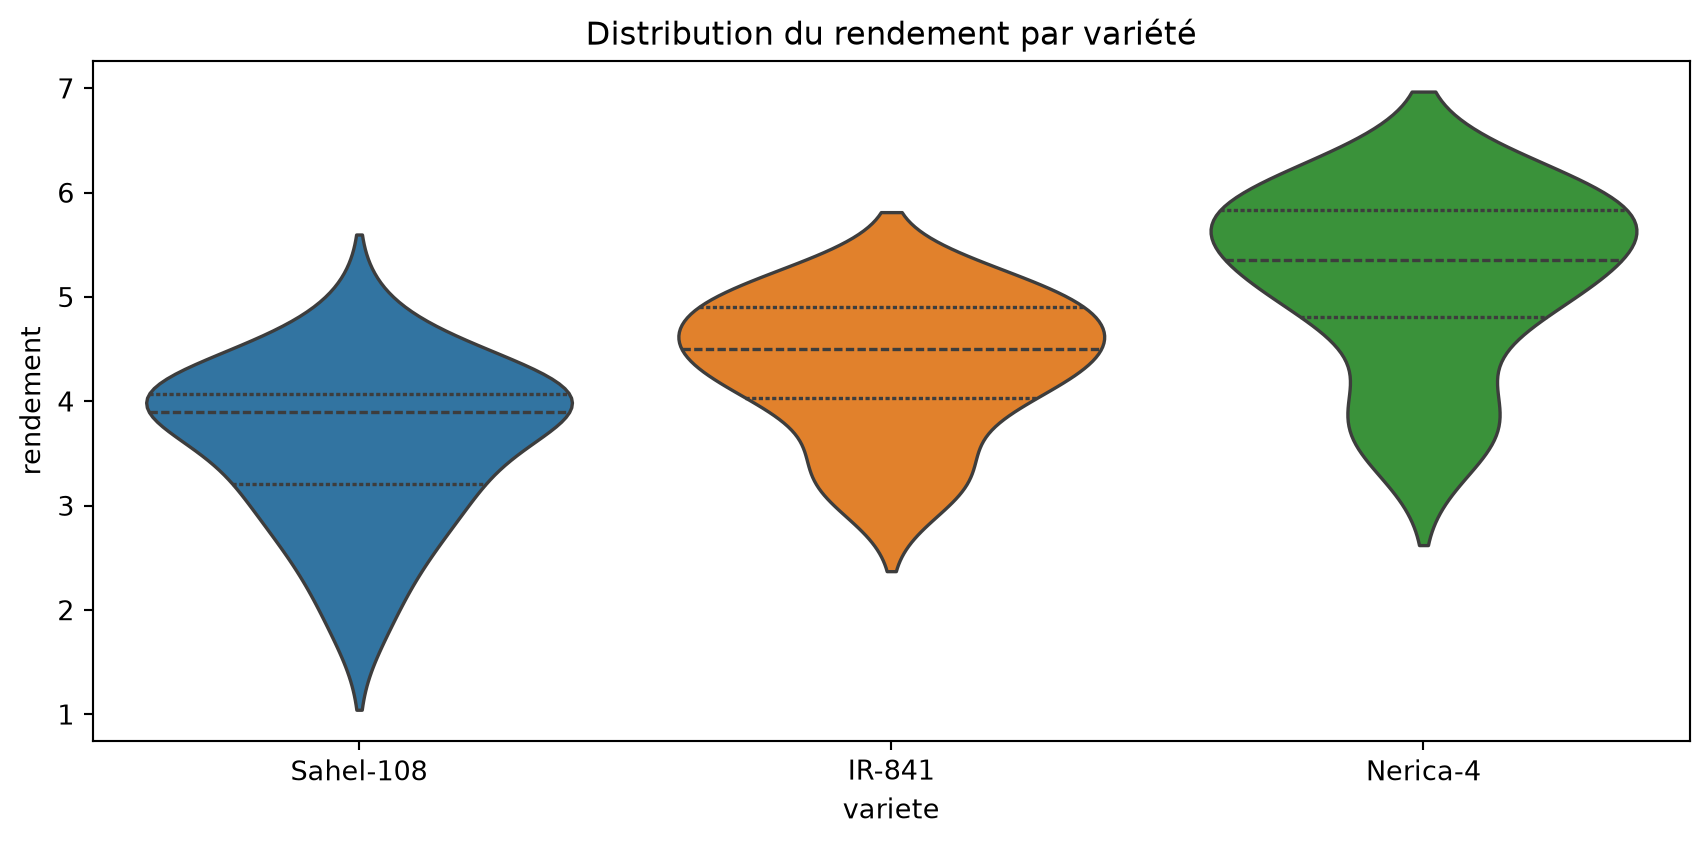 Distribution du rendement par variété
7
6
5
4
3
2
1
rendement
Sahel-108 IR-841 Nerica-4
variete